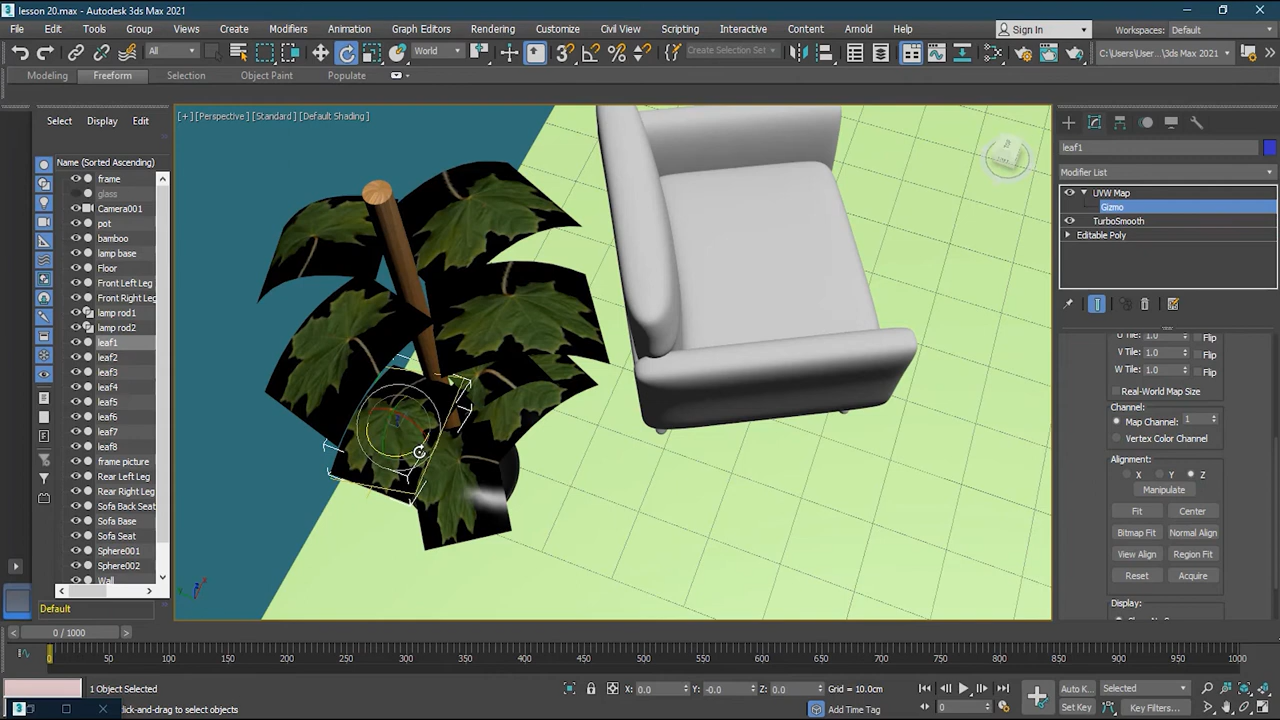 lesson 20.max - Autodesk 3ds Max 2021
File Edit Tools Group Views Create Modifiers Animation Graph Editors Rendering Customize Civil View Scripting Interactive Content Arnold Help
Sign In
Workspaces: Default
All
World
Create Selection Set
C:\Users\User...\3ds Max 2021
Modeling Freeform Selection Object Paint Populate
Select Display Edit
[+] [Perspective] [Standard] [Default Shading]
Name (Sorted Ascending)
frame
glass
Camera001
pot
bamboo
lamp base
Floor
Front Left Leg
Front Right Leg
lamp rod1
lamp rod2
leaf1
leaf2
leaf3
leaf4
leaf5
leaf6
leaf7
leaf8
frame picture
Rear Left Leg
Rear Right Leg
Sofa Back Seat
Sofa Base
Sofa Seat
Sphere001
Sphere002
Wall
Default
leaf1
Modifier List
UVW Map
Gizmo
TurboSmooth
Editable Poly
U Tile: 1.0 Flip
V Tile: 1.0 Flip
W Tile: 1.0 Flip
Real-World Map Size
Channel:
Map Channel: 1
Vertex Color Channel
Alignment:
X Y Z
Manipulate
Fit Center
Bitmap Fit Normal Align
View Align Region Fit
Reset Acquire
Display:
0 / 1000
0 50 100 150 200 250 300 350 400 450 500 550 600 650 700 750 800 850 900 950 1000
1 Object Selected
X: 0.0 Y: -0.0 Z: 0.0 Grid = 10.0cm
Auto K... Selected
lick-and-drag to select objects
Add Time Tag
0
Set Key Key Filters...